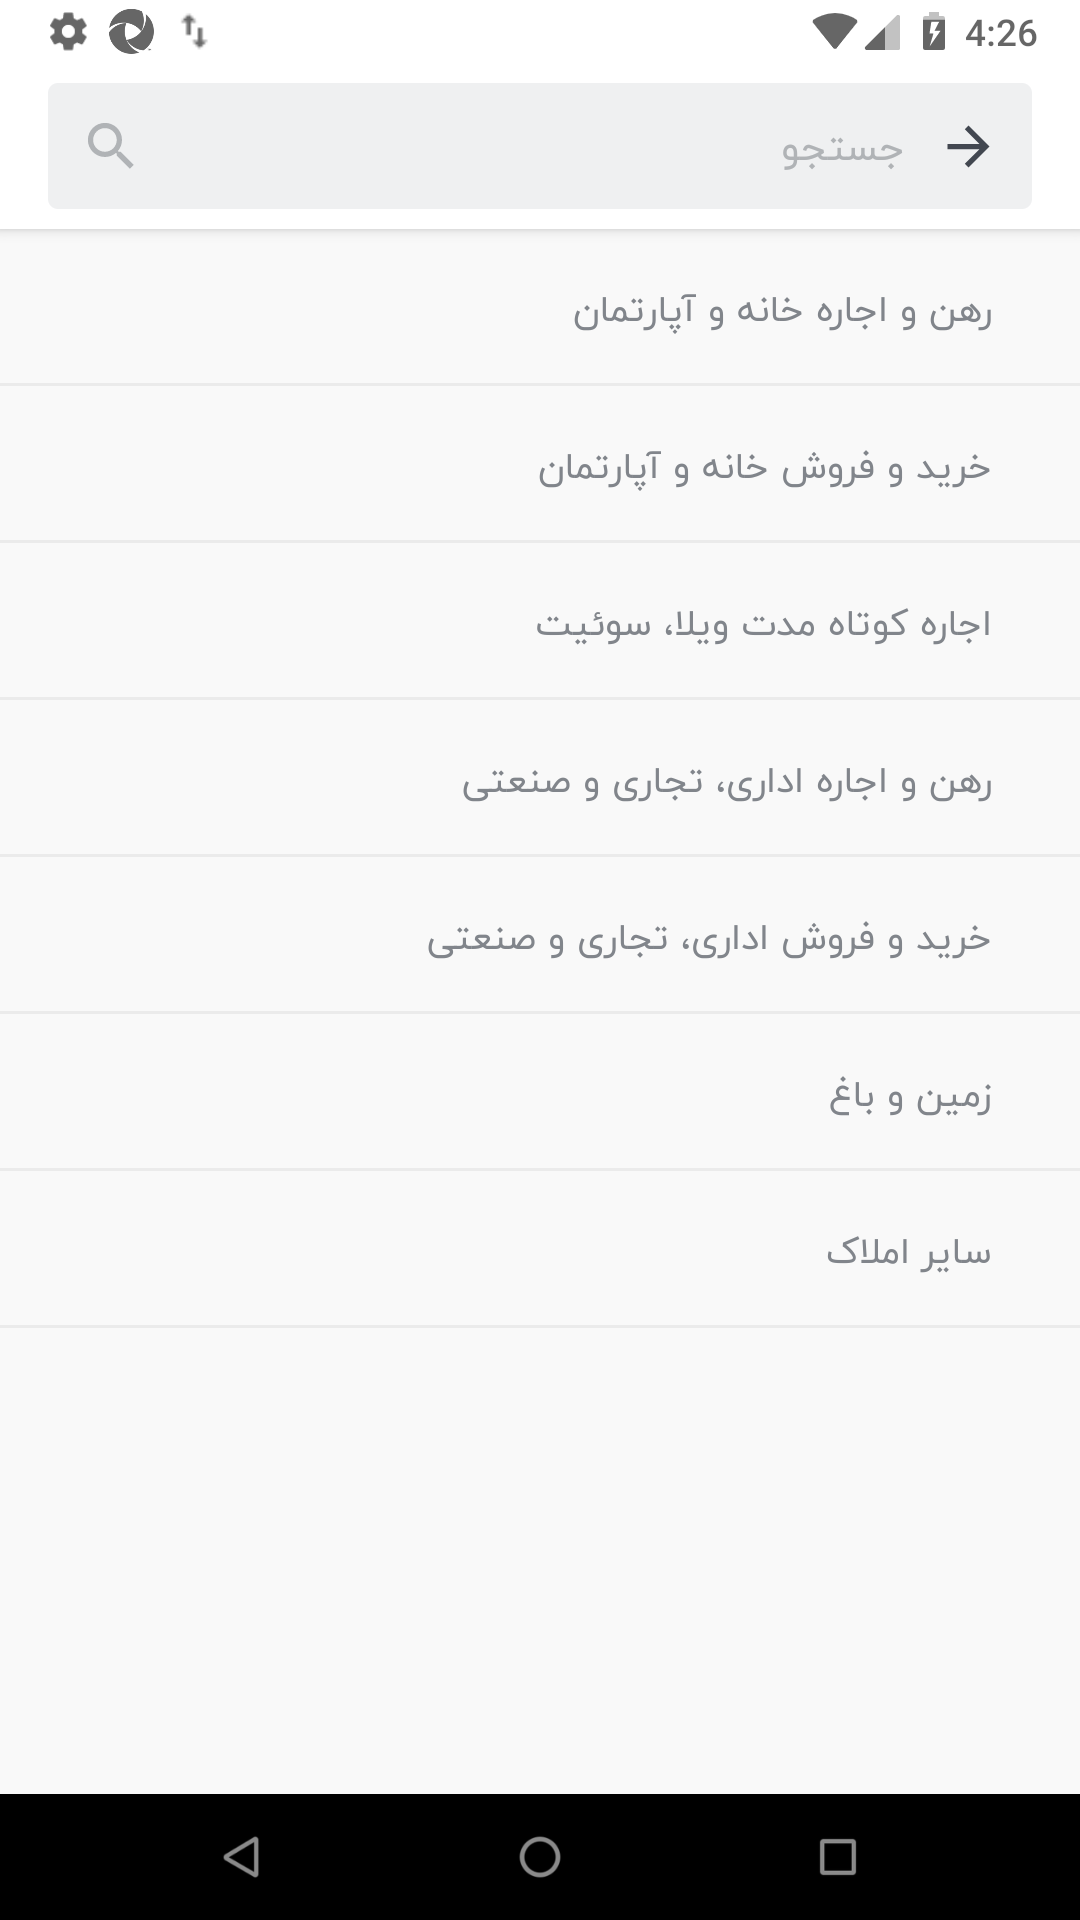 4:26
جستجو
رهن و اجاره خانه و آپارتمان
خرید و فروش خانه و آپارتمان
اجاره کوتاه مدت ویلا، سوئیت
رهن و اجاره اداری، تجاری و صنعتی
خرید و فروش اداری، تجاری و صنعتی
زمین و باغ
سایر املاک